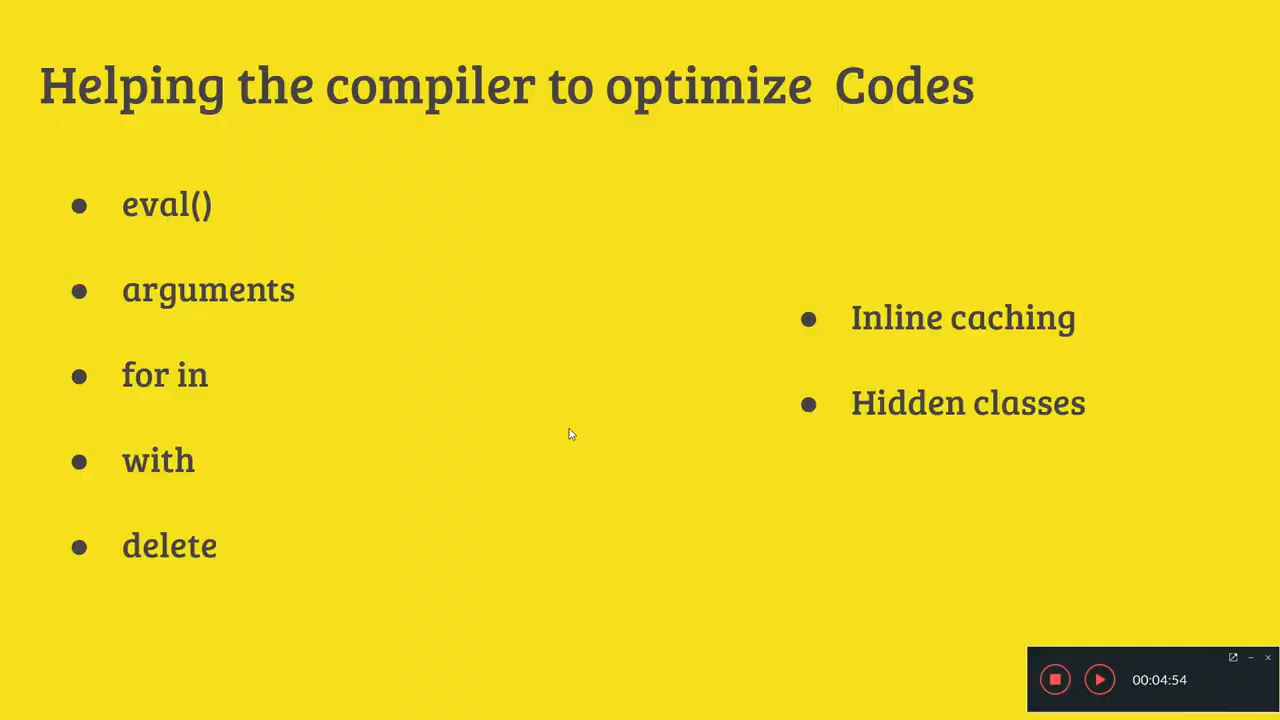 Helping the compiler to optimize Codes
eval()
arguments
for in
with
delete
Inline caching
Hidden classes
00:04:54